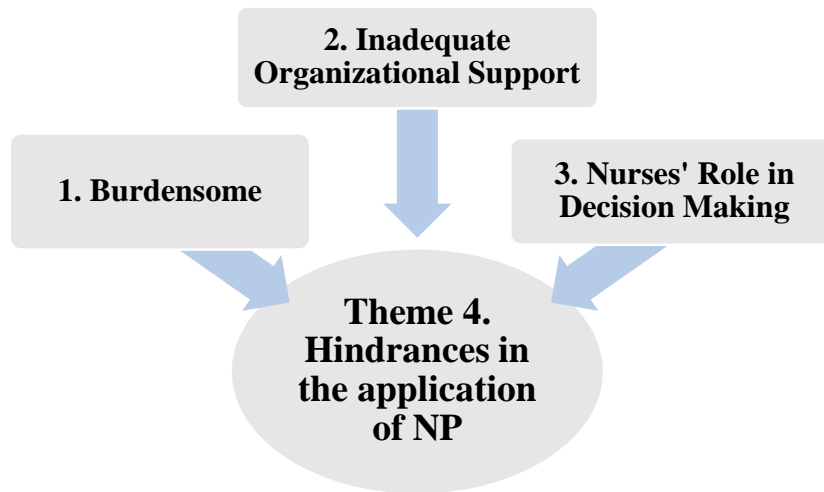 2. Inadequate
Organizational Support
1. Burdensome
3. Nurses' Role in
Decision Making
Theme 4.
Hindrances in
the application
of NP